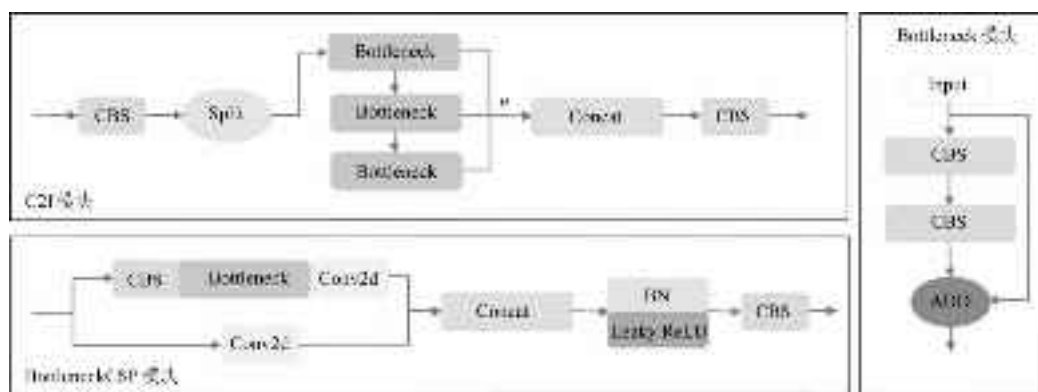 Bottleneck
CBS
Split
Bottleneck
n
Concat
CBS
Bottleneck
C2f 模块
Bottleneck 模块
Input
CBS
CBS
ADD
CBS
Bottleneck
Conv2d
Conv2d
Concat
BN
Leaky ReLU
CBS
BottleneckCSP 模块